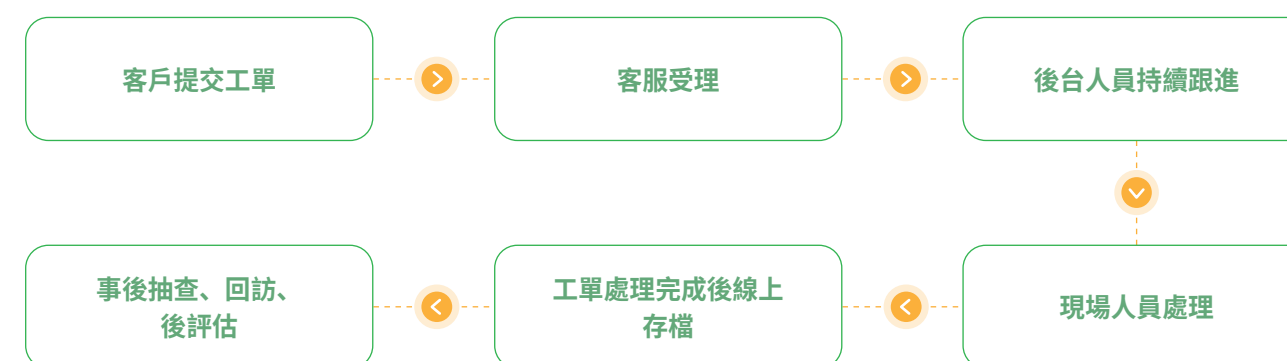 客戶提交工單
客服受理
後台人員持續跟進
現場人員處理
工單處理完成後線上
存檔
事後抽查、回訪、
後評估